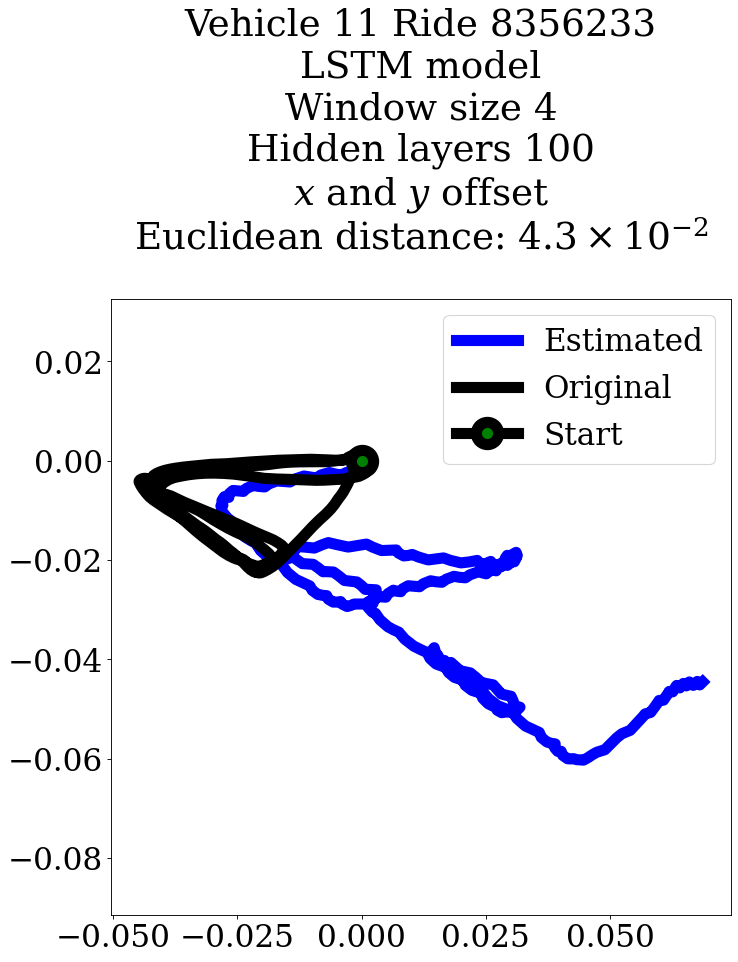 Vehicle 11 Ride 8356233
LSTM model
Window size 4
Hidden layers 100
x and y offset
Euclidean distance: 4.3 × 10⁻²
Estimated
Original
Start
0.02
0.00
−0.02
−0.04
−0.06
−0.08
−0.050 −0.025 0.000 0.025 0.050